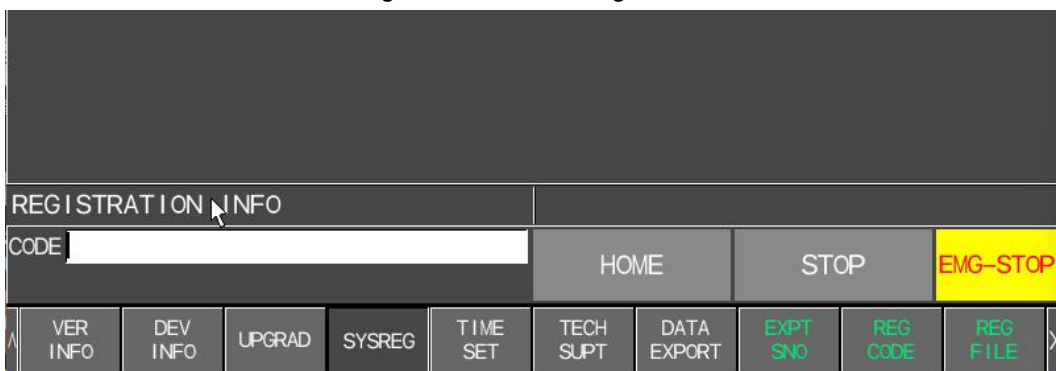 REGISTRATION INFO
CODE
HOME
STOP
EMG-STOP
VER
INFO
DEV
INFO
UPGRAD
SYSREG
TIME
SET
TECH
SUPT
DATA
EXPORT
EXPT
SNO
REG
CODE
REG
FILE